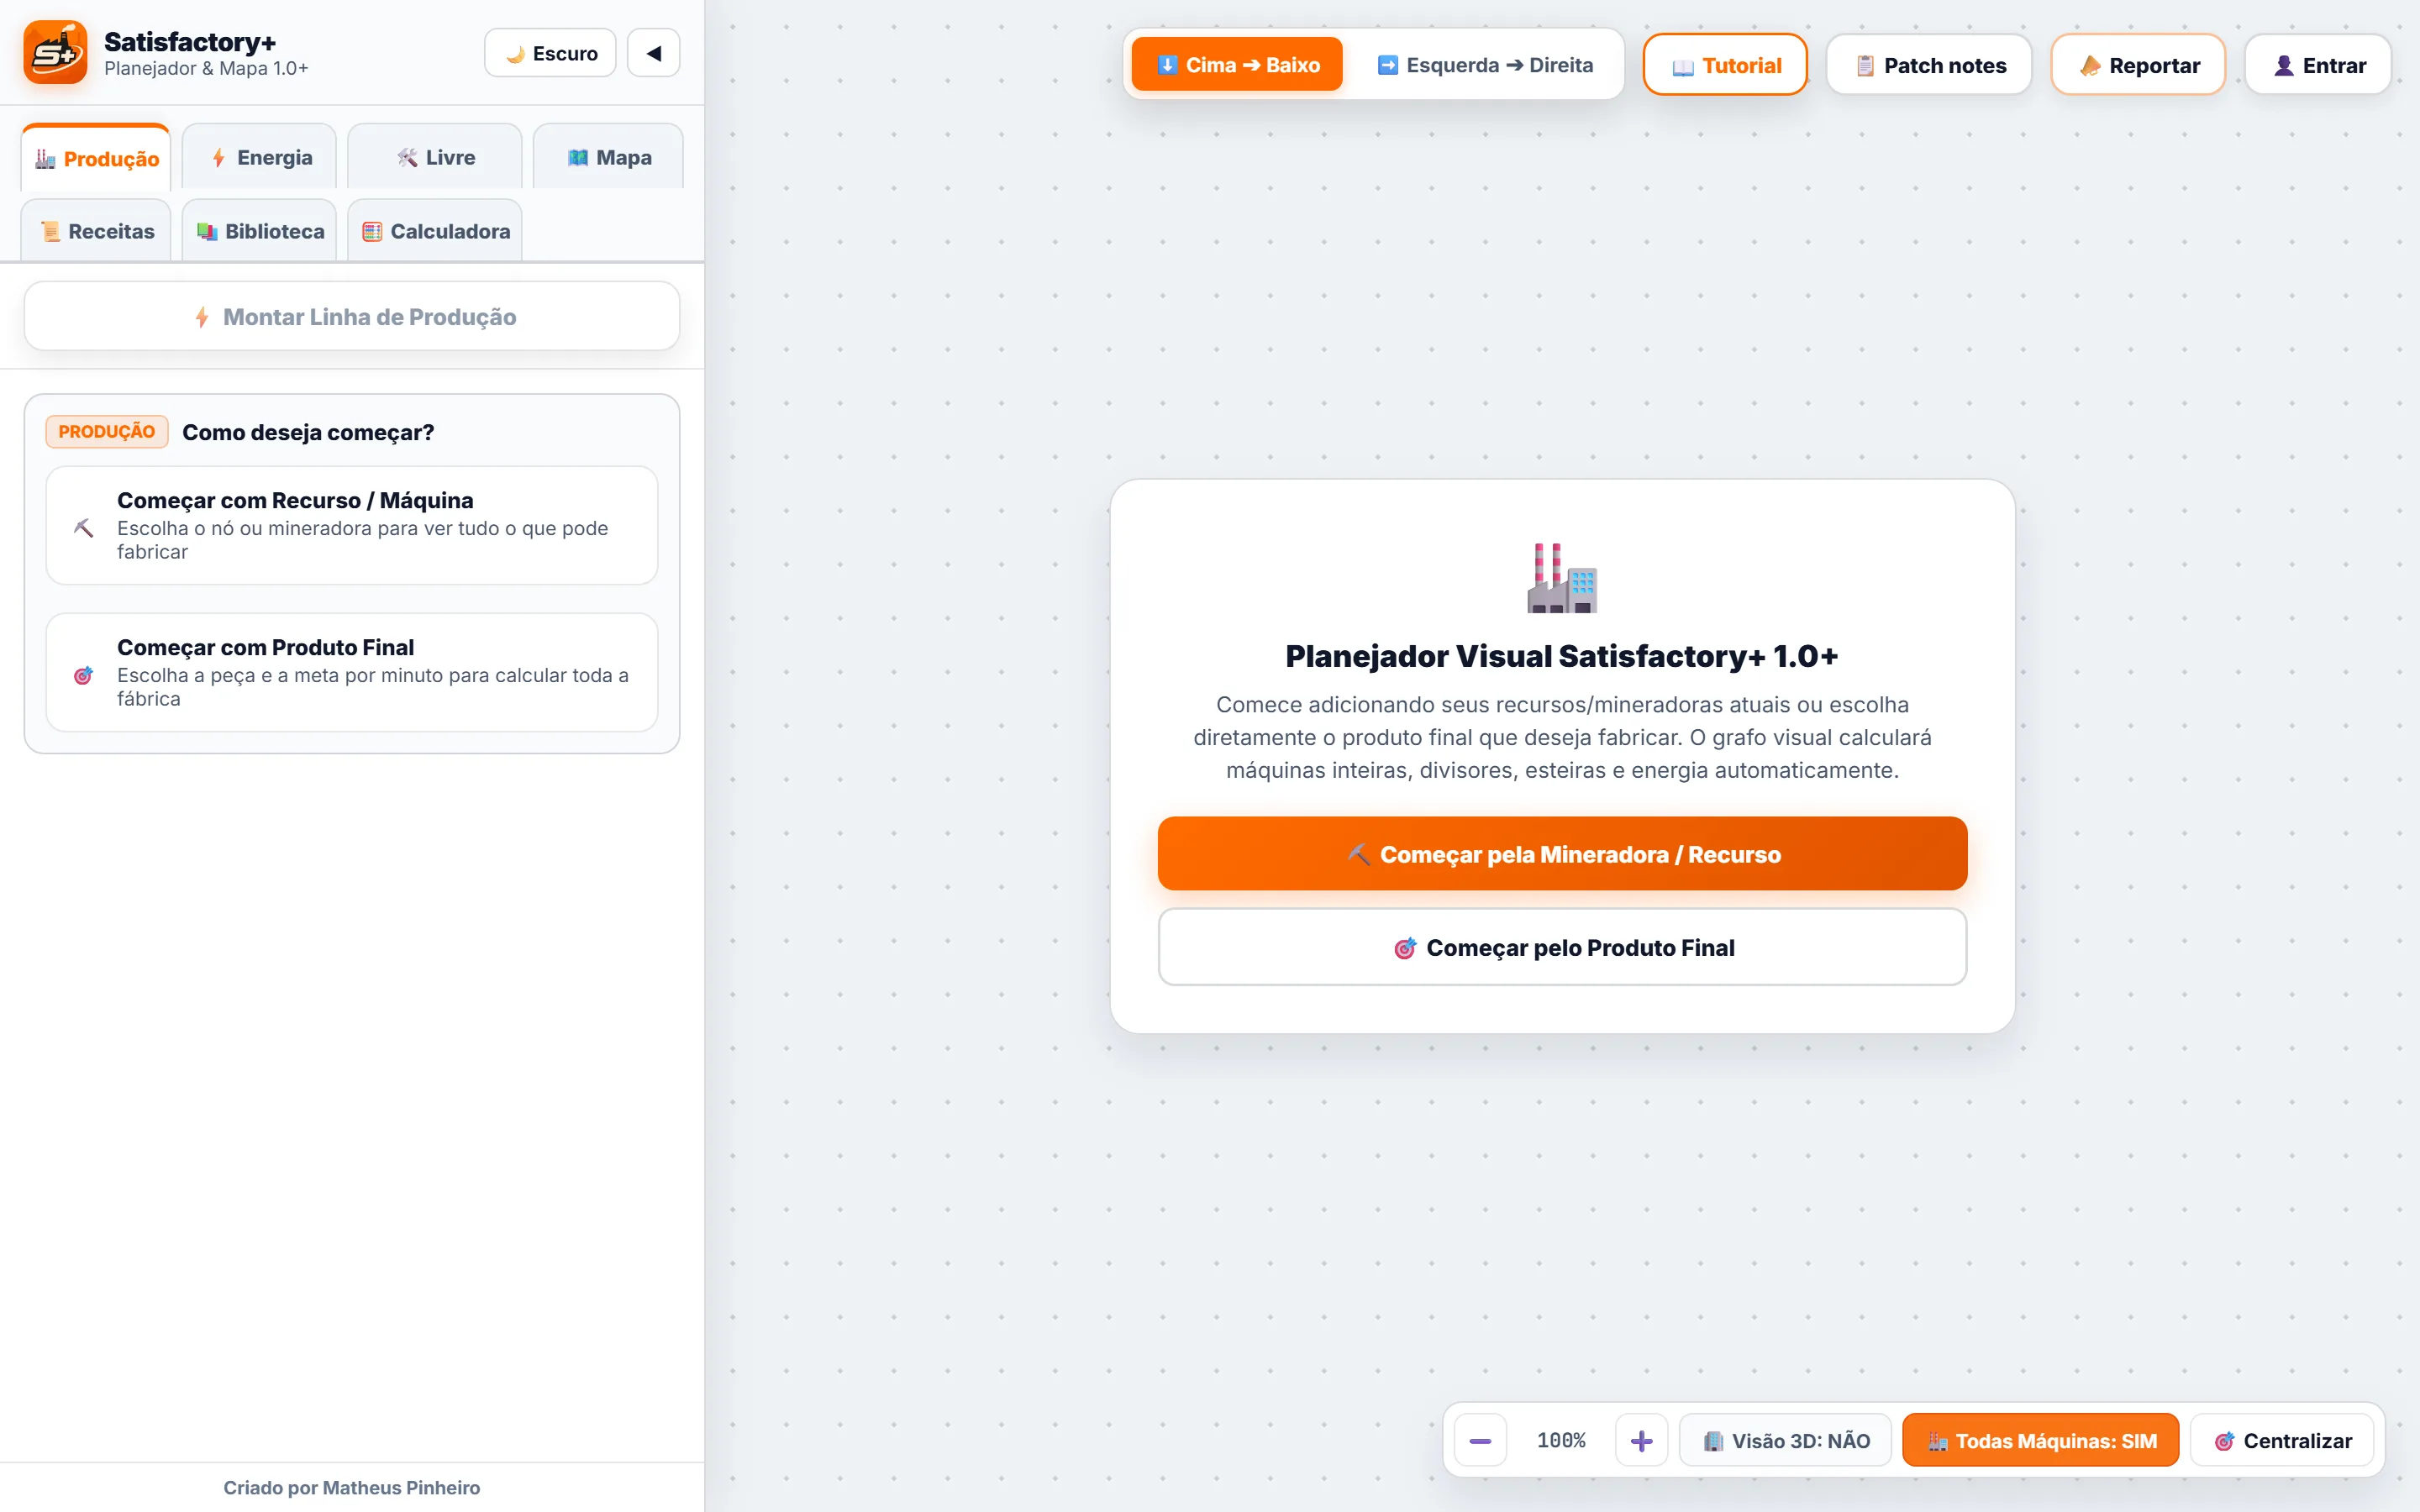 S+
Satisfactory+
Planejador & Mapa 1.0+
Escuro
Produção
Energia
Livre
Mapa
Receitas
Biblioteca
Calculadora
Montar Linha de Produção
PRODUÇÃO Como deseja começar?
Começar com Recurso / Máquina
Escolha o nó ou mineradora para ver tudo o que pode
fabricar
Começar com Produto Final
Escolha a peça e a meta por minuto para calcular toda a
fábrica
Criado por Matheus Pinheiro
Cima ➔ Baixo
Esquerda ➔ Direita
Tutorial
Patch notes
Reportar
Entrar
Planejador Visual Satisfactory+ 1.0+
Comece adicionando seus recursos/mineradoras atuais ou escolha
diretamente o produto final que deseja fabricar. O grafo visual calculará
máquinas inteiras, divisores, esteiras e energia automaticamente.
Começar pela Mineradora / Recurso
Começar pelo Produto Final
100%
Visão 3D: NÃO
Todas Máquinas: SIM
Centralizar